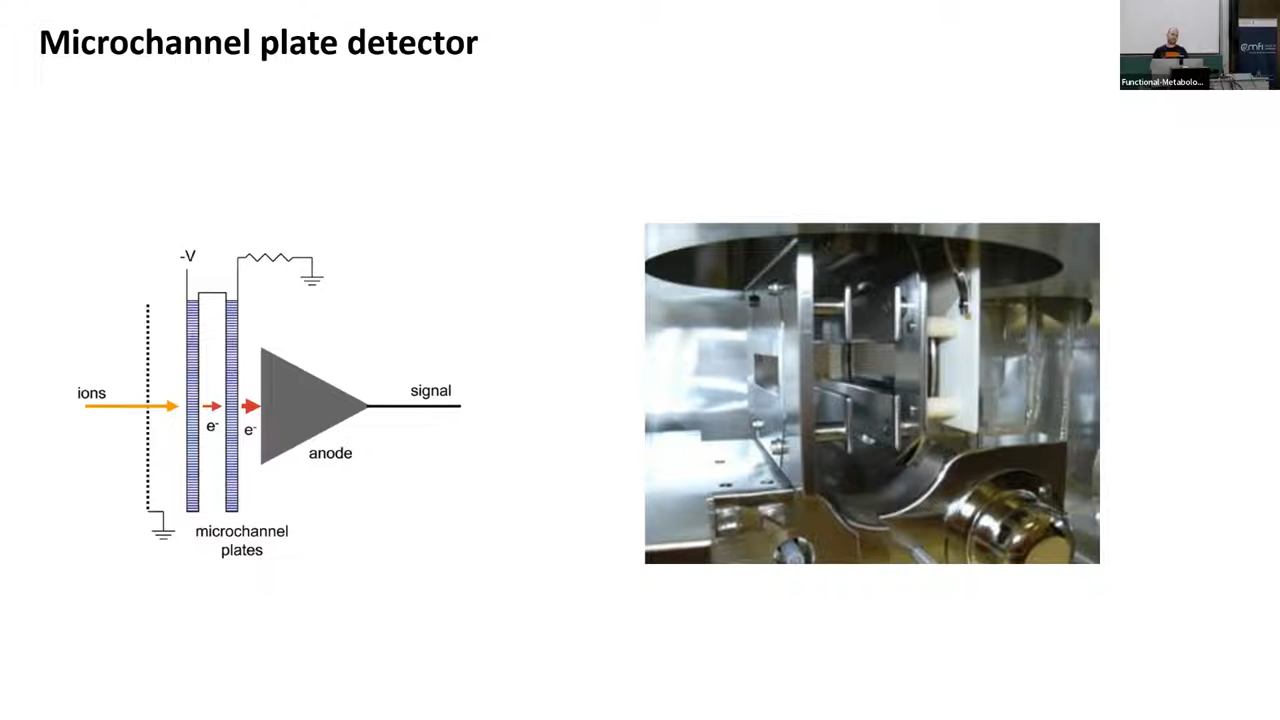 Microchannel plate detector
Functional-Metabolo...
-V
ions
e-
e-
signal
anode
microchannel
plates